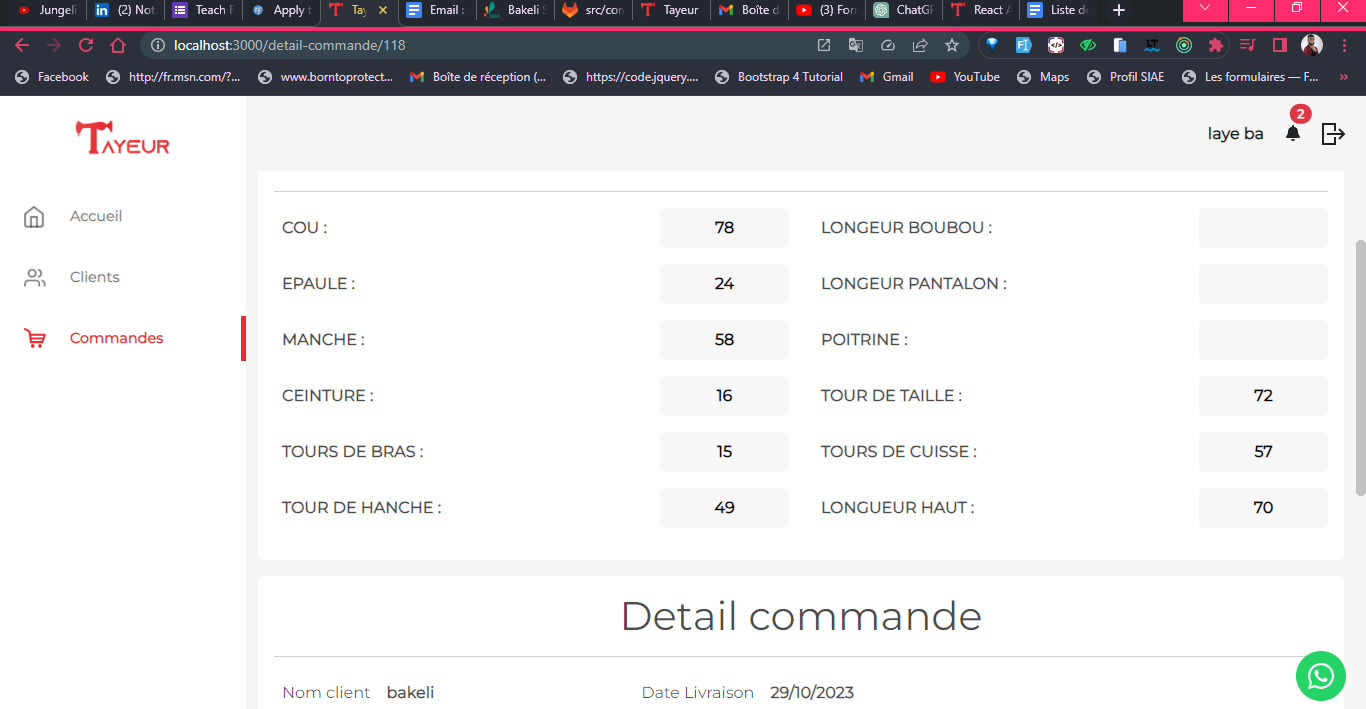 Jungeli
(2) Not
Teach F
Apply t
Tay
Email :
Bakeli S
src/con
Tayeur
Boîte d
(3) For
ChatGP
React A
Liste de
localhost:3000/detail-commande/118
Facebook
http://fr.msn.com/?...
www.borntoprotect...
Boîte de réception (...
https://code.jquery....
Bootstrap 4 Tutorial
Gmail
YouTube
Maps
Profil SIAE
Les formulaires — F...
TAYEUR
laye ba
2
Accueil
Clients
Commandes
COU : 78 LONGEUR BOUBOU :
EPAULE : 24 LONGEUR PANTALON :
MANCHE : 58 POITRINE :
CEINTURE : 16 TOUR DE TAILLE : 72
TOURS DE BRAS : 15 TOURS DE CUISSE : 57
TOUR DE HANCHE : 49 LONGUEUR HAUT : 70
Detail commande
Nom client bakeli Date Livraison 29/10/2023